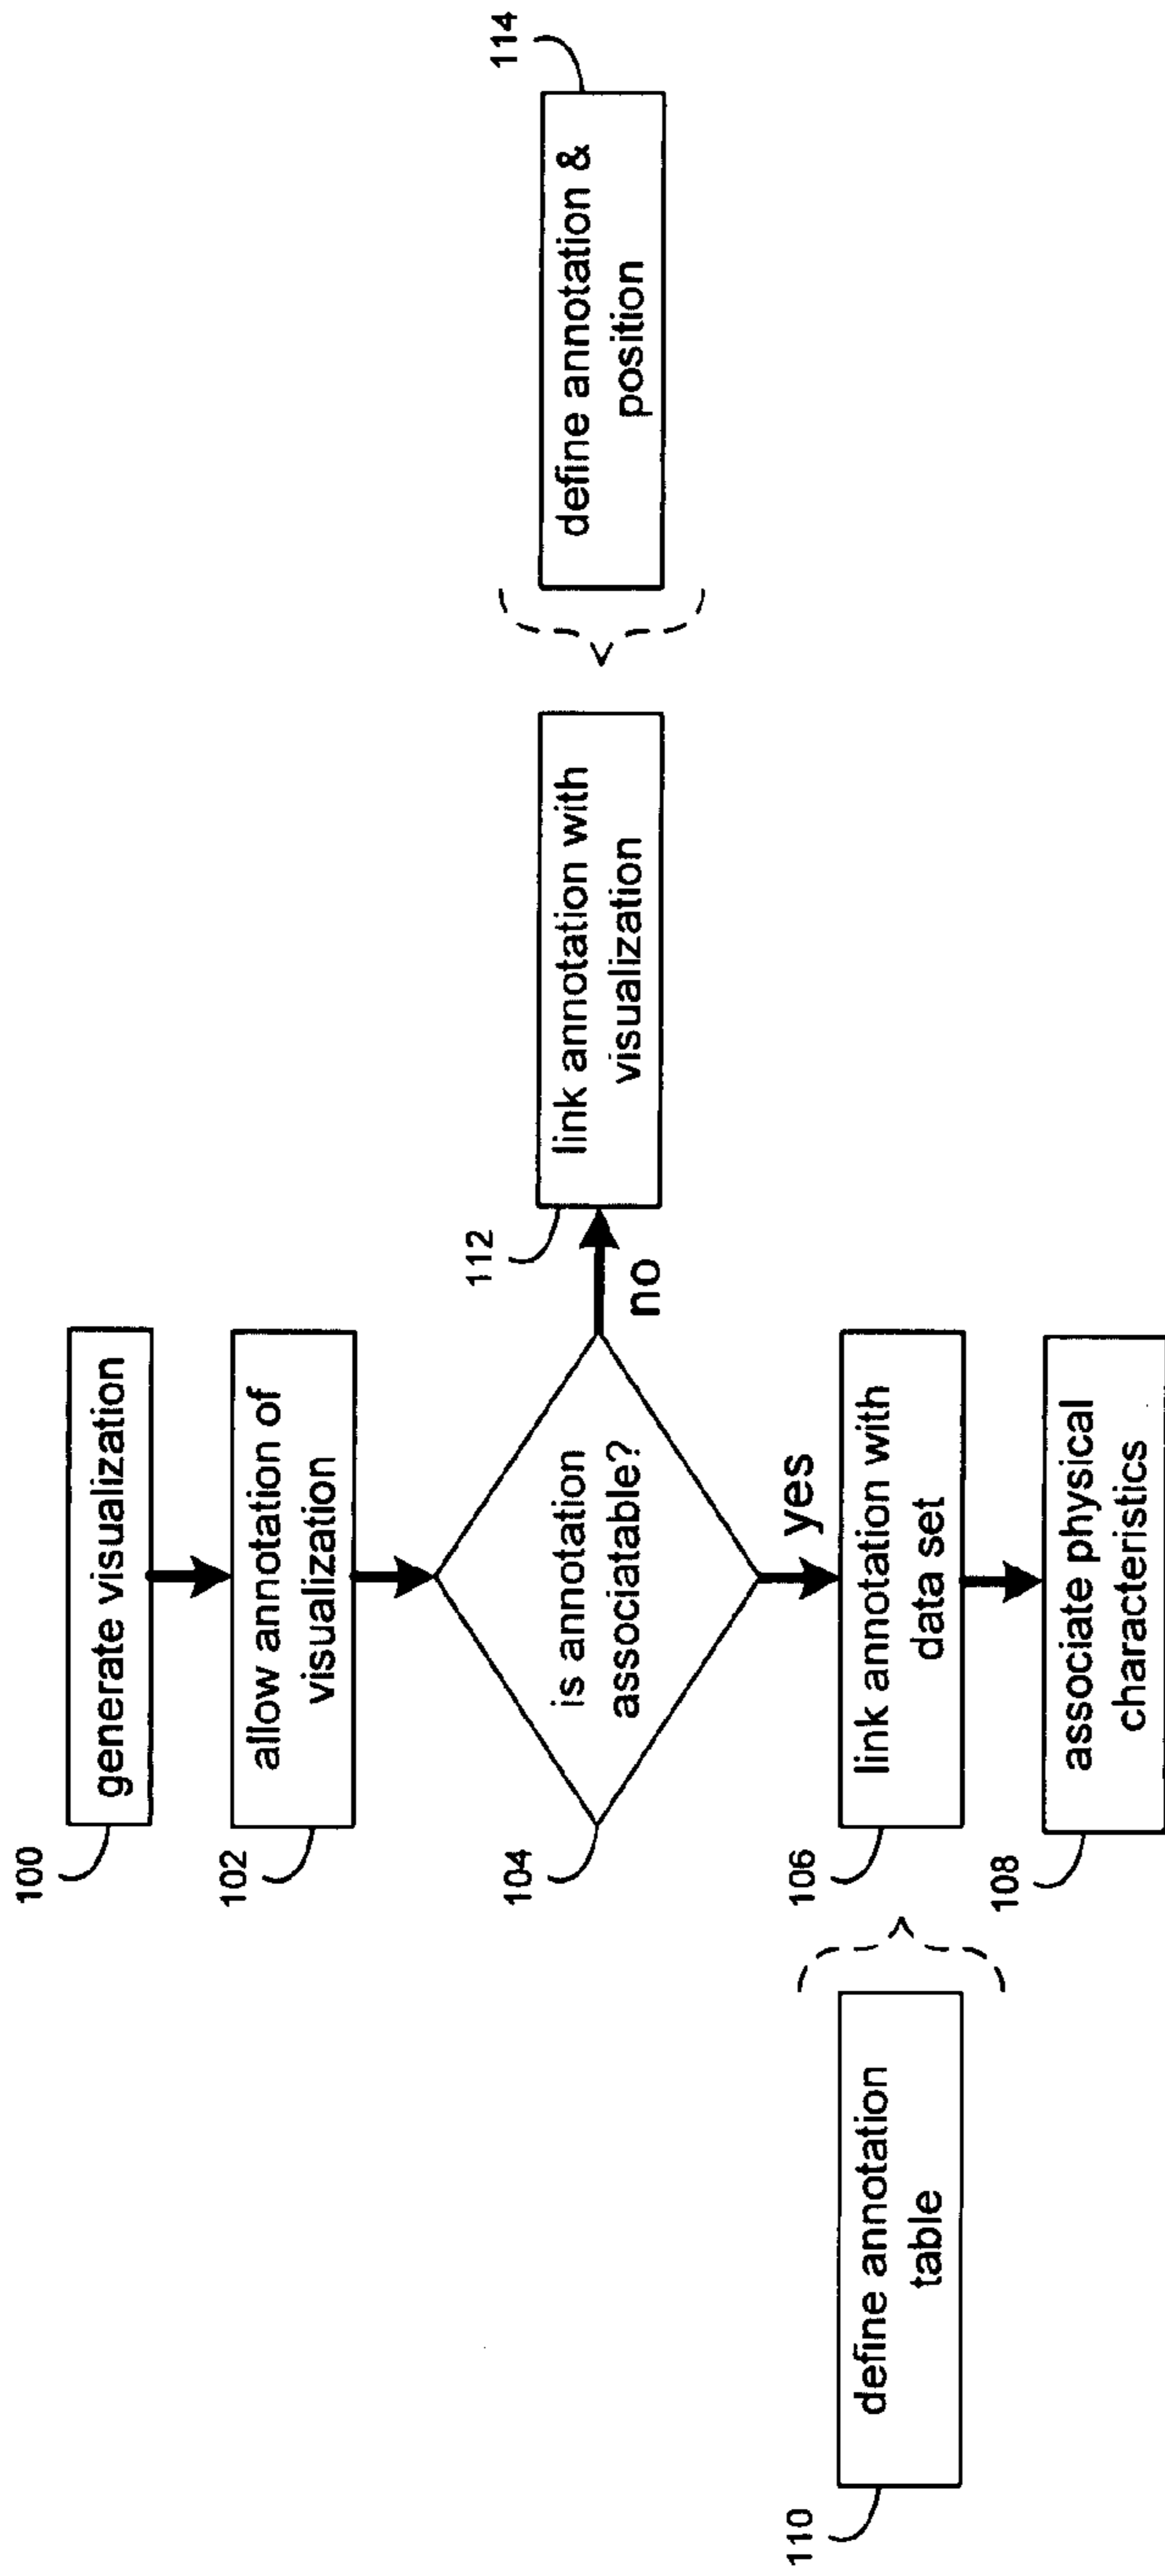 100
generate visualization
102
allow annotation of
visualization
104
is annotation
associatable?
no
112
link annotation with
visualization
114
define annotation &
position
yes
106
link annotation with
data set
110
define annotation
table
108
associate physical
characteristics